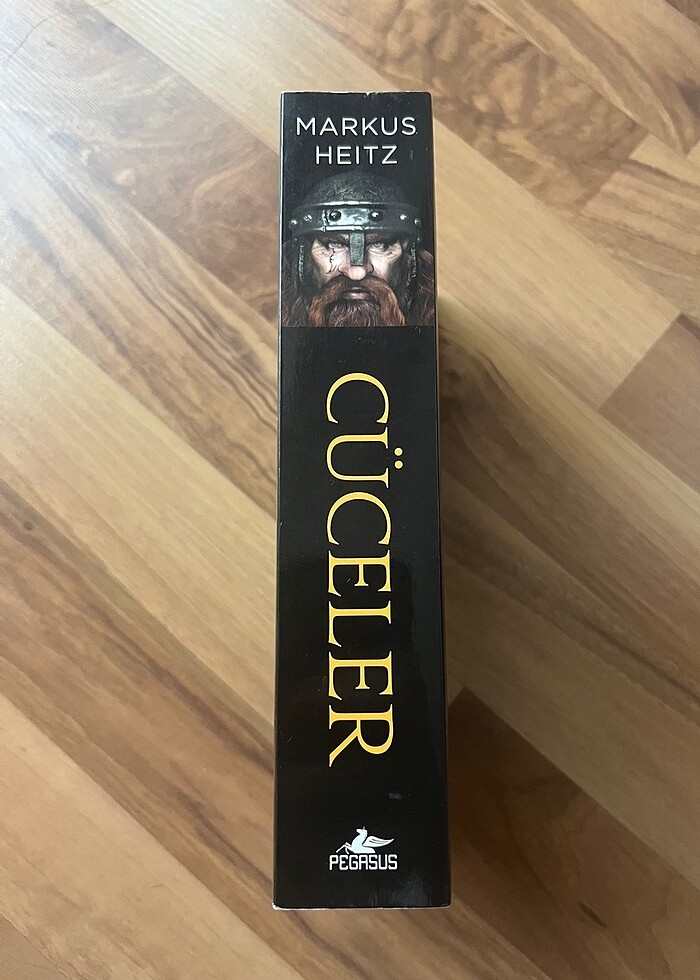 MARKUS
HEITZ
CÜCELER
PEGASUS